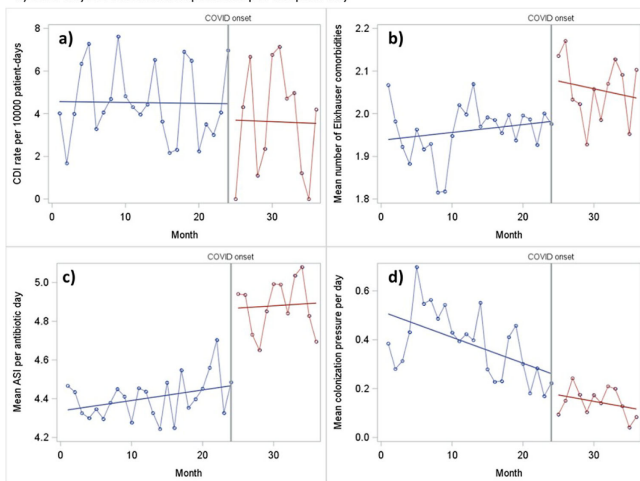 COVID onset
a)
CDI rate per 10000 patient-days
8
6
4
2
0
0
10
20
30
Month
COVID onset
b)
Mean number of Elkhauser comorbidities
2.2
2.1
2.0
1.9
1.8
0
10
20
30
Month
COVID onset
c)
Mean ASI per antibiotic day
5.0
4.8
4.6
4.4
4.2
0
10
20
30
Month
COVID onset
d)
Mean colonization pressure per day
0.6
0.4
0.2
0.0
0
10
20
30
Month